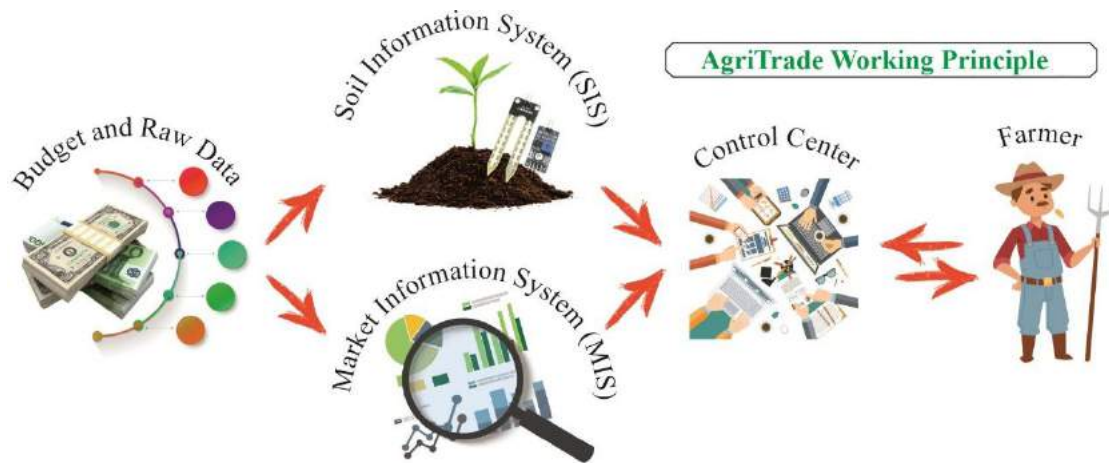 Budget and Raw Data
Soil Information System (SIS)
Market Information System (MIS)
AgriTrade Working Principle
Control Center
Farmer